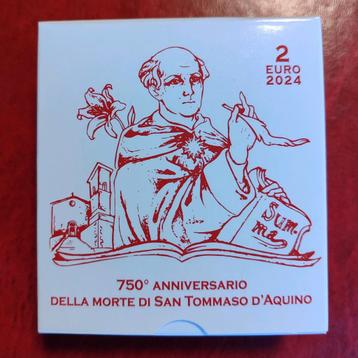 2
EURO
2024
Sum
ma
750° ANNIVERSARIO
DELLA MORTE DI SAN TOMMASO D'AQUINO